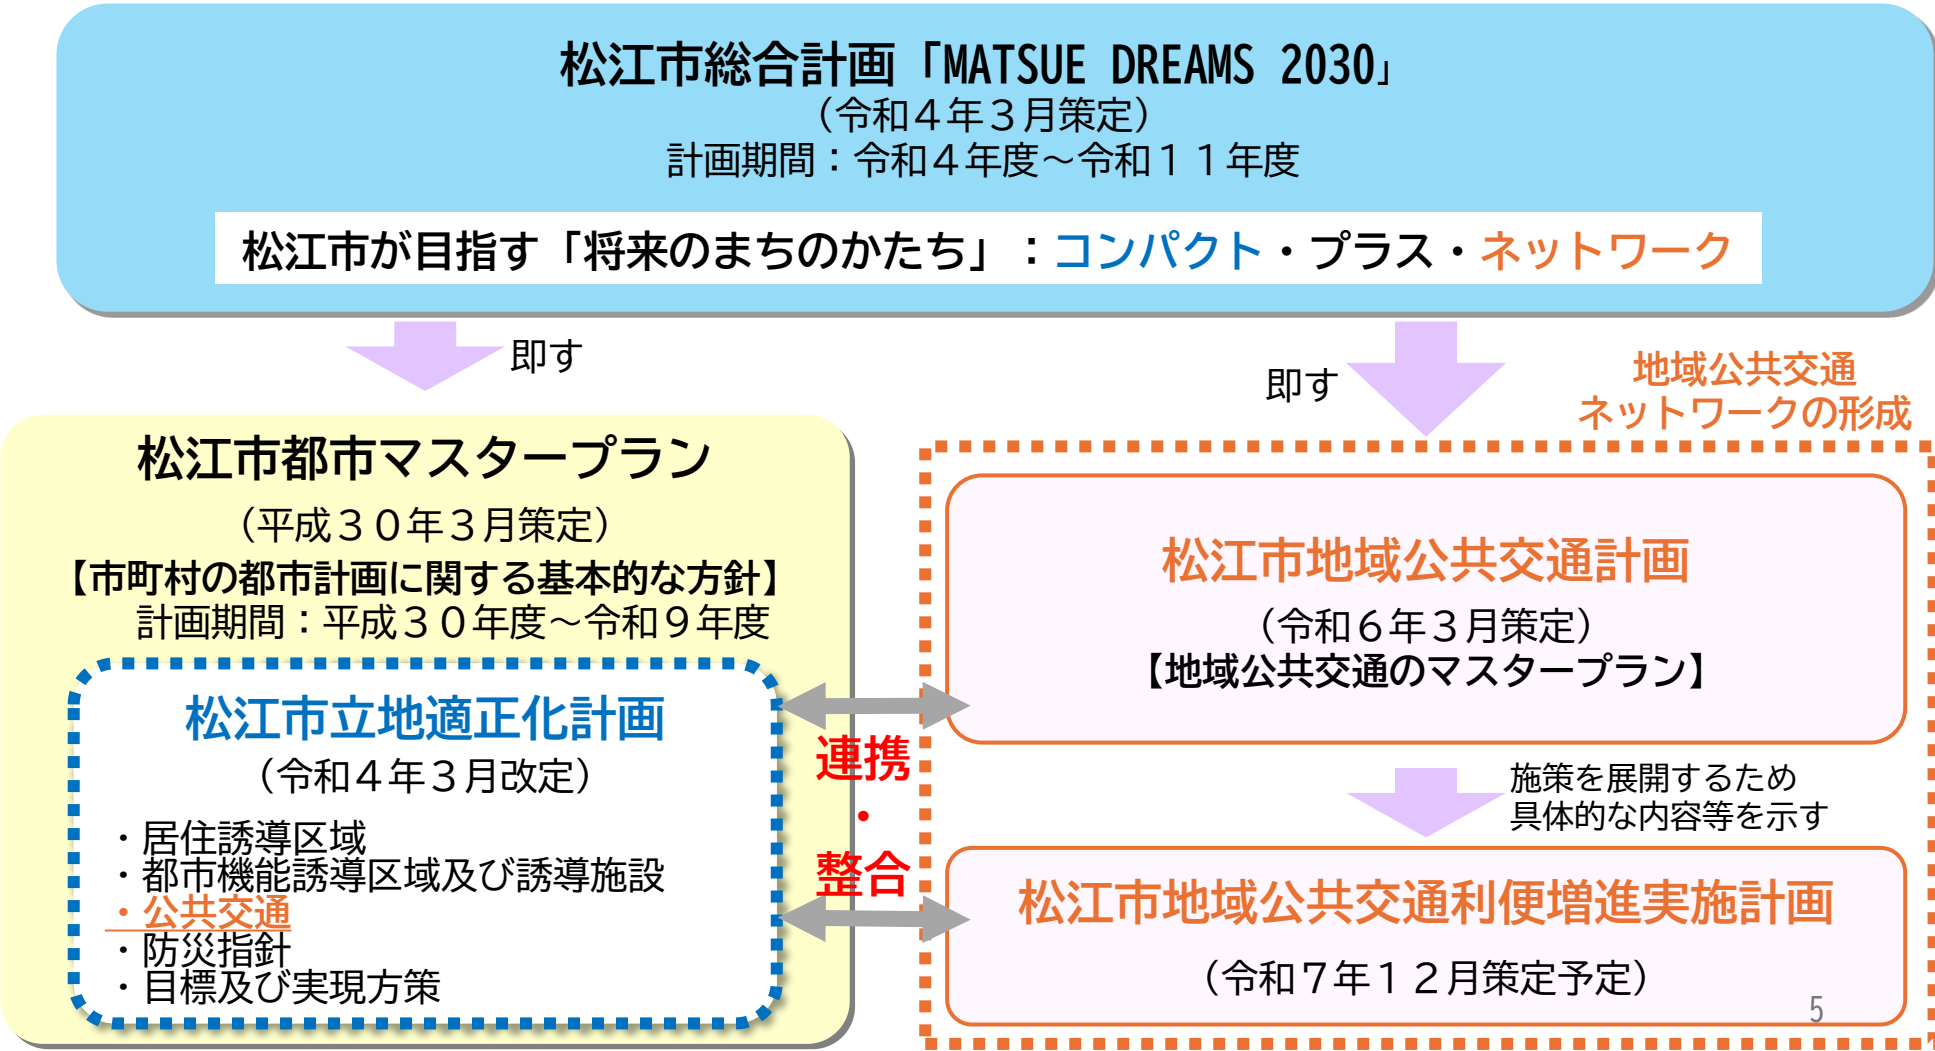 松江市総合計画「MATSUE DREAMS 2030」
（令和４年３月策定）
計画期間：令和４年度～令和１１年度
松江市が目指す「将来のまちのかたち」：コンパクト・プラス・ネットワーク
即す
即す
地域公共交通
ネットワークの形成
松江市都市マスタープラン
（平成３０年３月策定）
【市町村の都市計画に関する基本的な方針】
計画期間：平成３０年度～令和９年度
松江市立地適正化計画
（令和４年３月改定）
・居住誘導区域
・都市機能誘導区域及び誘導施設
・公共交通
・防災指針
・目標及び実現方策
連携
・
整合
松江市地域公共交通計画
（令和６年３月策定）
【地域公共交通のマスタープラン】
施策を展開するため
具体的な内容等を示す
松江市地域公共交通利便増進実施計画
（令和７年１２月策定予定）
5